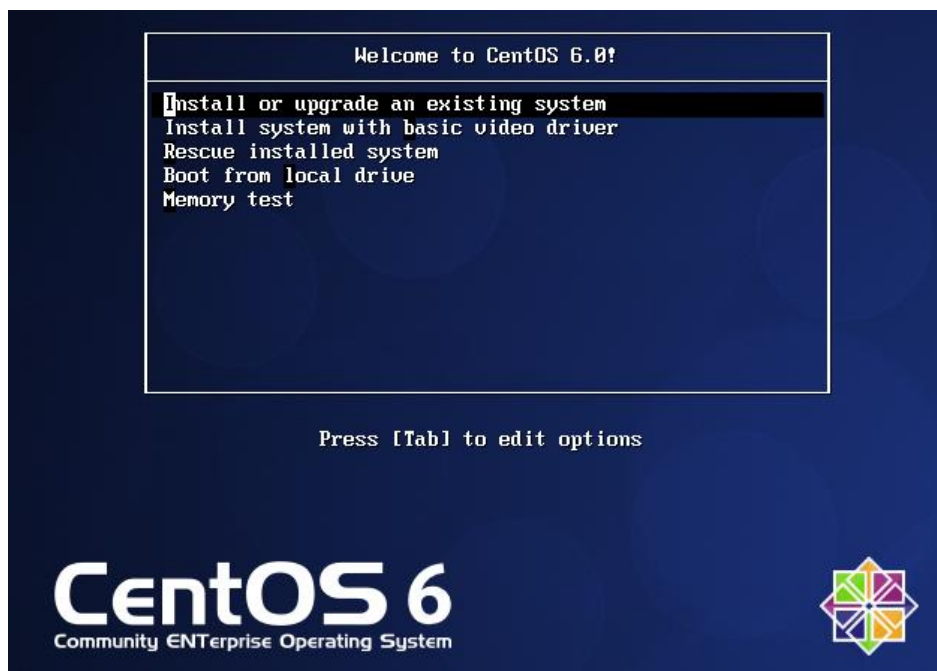 Welcome to CentOS 6.0!
Install or upgrade an existing system
Install system with basic video driver
Rescue installed system
Boot from local drive
Memory test
Press [Tab] to edit options
CentOS 6
Community ENTerprise Operating System